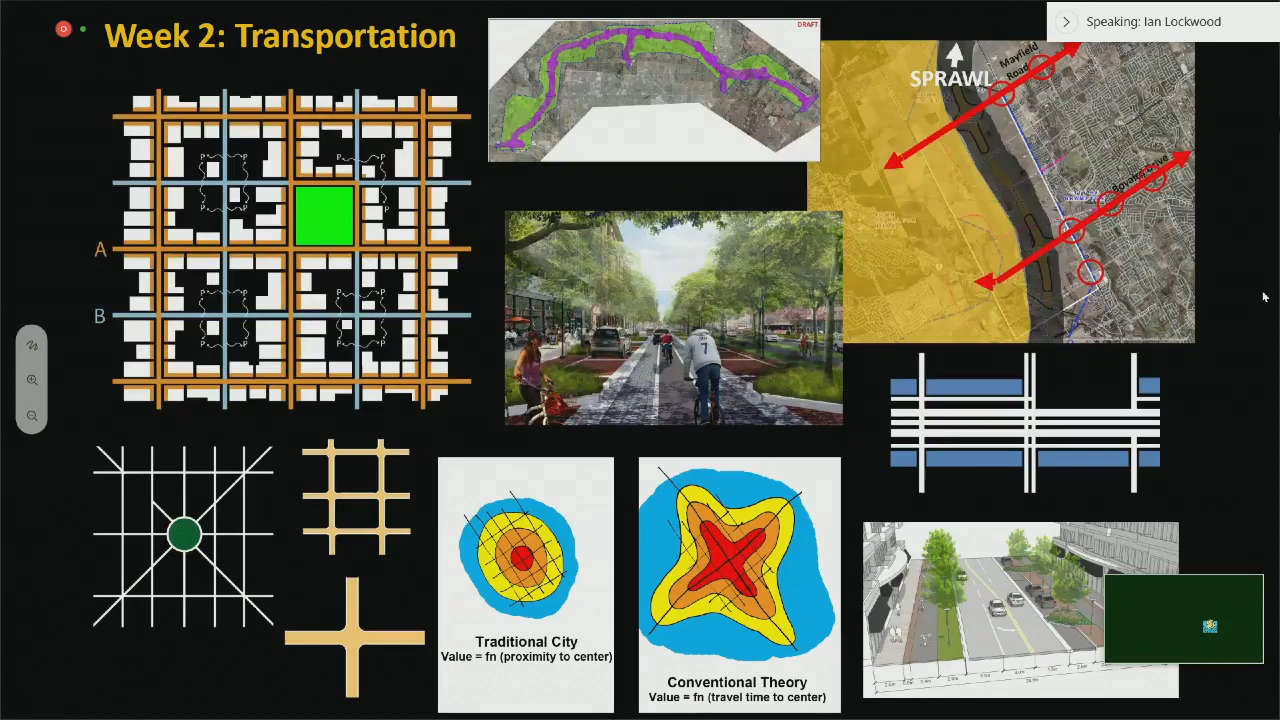 Week 2: Transportation
Speaking: Ian Lockwood
DRAFT
SPRAWL
Mayfield
Road
Bovaird Drive
A
B
P P P P
P P P P
P P P P
P P P P
7
Traditional City
Value = fn (proximity to center)
Conventional Theory
Value = fn (travel time to center)